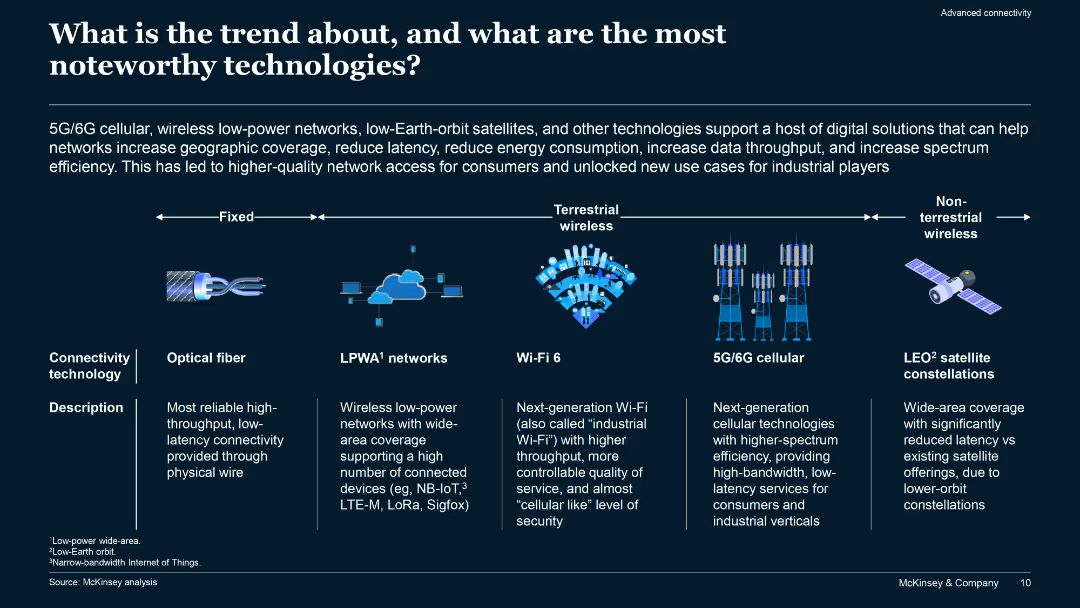 Advanced connectivity
What is the trend about, and what are the most
noteworthy technologies?
5G/6G cellular, wireless low-power networks, low-Earth-orbit satellites, and other technologies support a host of digital solutions that can help
networks increase geographic coverage, reduce latency, reduce energy consumption, increase data throughput, and increase spectrum
efficiency. This has led to higher-quality network access for consumers and unlocked new use cases for industrial players
Fixed
Terrestrial
wireless
Non-
terrestrial
wireless
Connectivity
technology
Optical fiber
LPWA¹ networks
Wi-Fi 6
5G/6G cellular
LEO² satellite
constellations
Description
Most reliable high-
throughput, low-
latency connectivity
provided through
physical wire
Wireless low-power
networks with wide-
area coverage
supporting a high
number of connected
devices (eg, NB-IoT,³
LTE-M, LoRa, Sigfox)
Next-generation Wi-Fi
(also called “industrial
Wi-Fi”) with higher
throughput, more
controllable quality of
service, and almost
“cellular like” level of
security
Next-generation
cellular technologies
with higher-spectrum
efficiency, providing
high-bandwidth, low-
latency services for
consumers and
industrial verticals
Wide-area coverage
with significantly
reduced latency vs
existing satellite
offerings, due to
lower-orbit
constellations
¹Low-power wide-area.
²Low-Earth orbit.
³Narrow-bandwidth Internet of Things.
Source: McKinsey analysis
McKinsey & Company 10